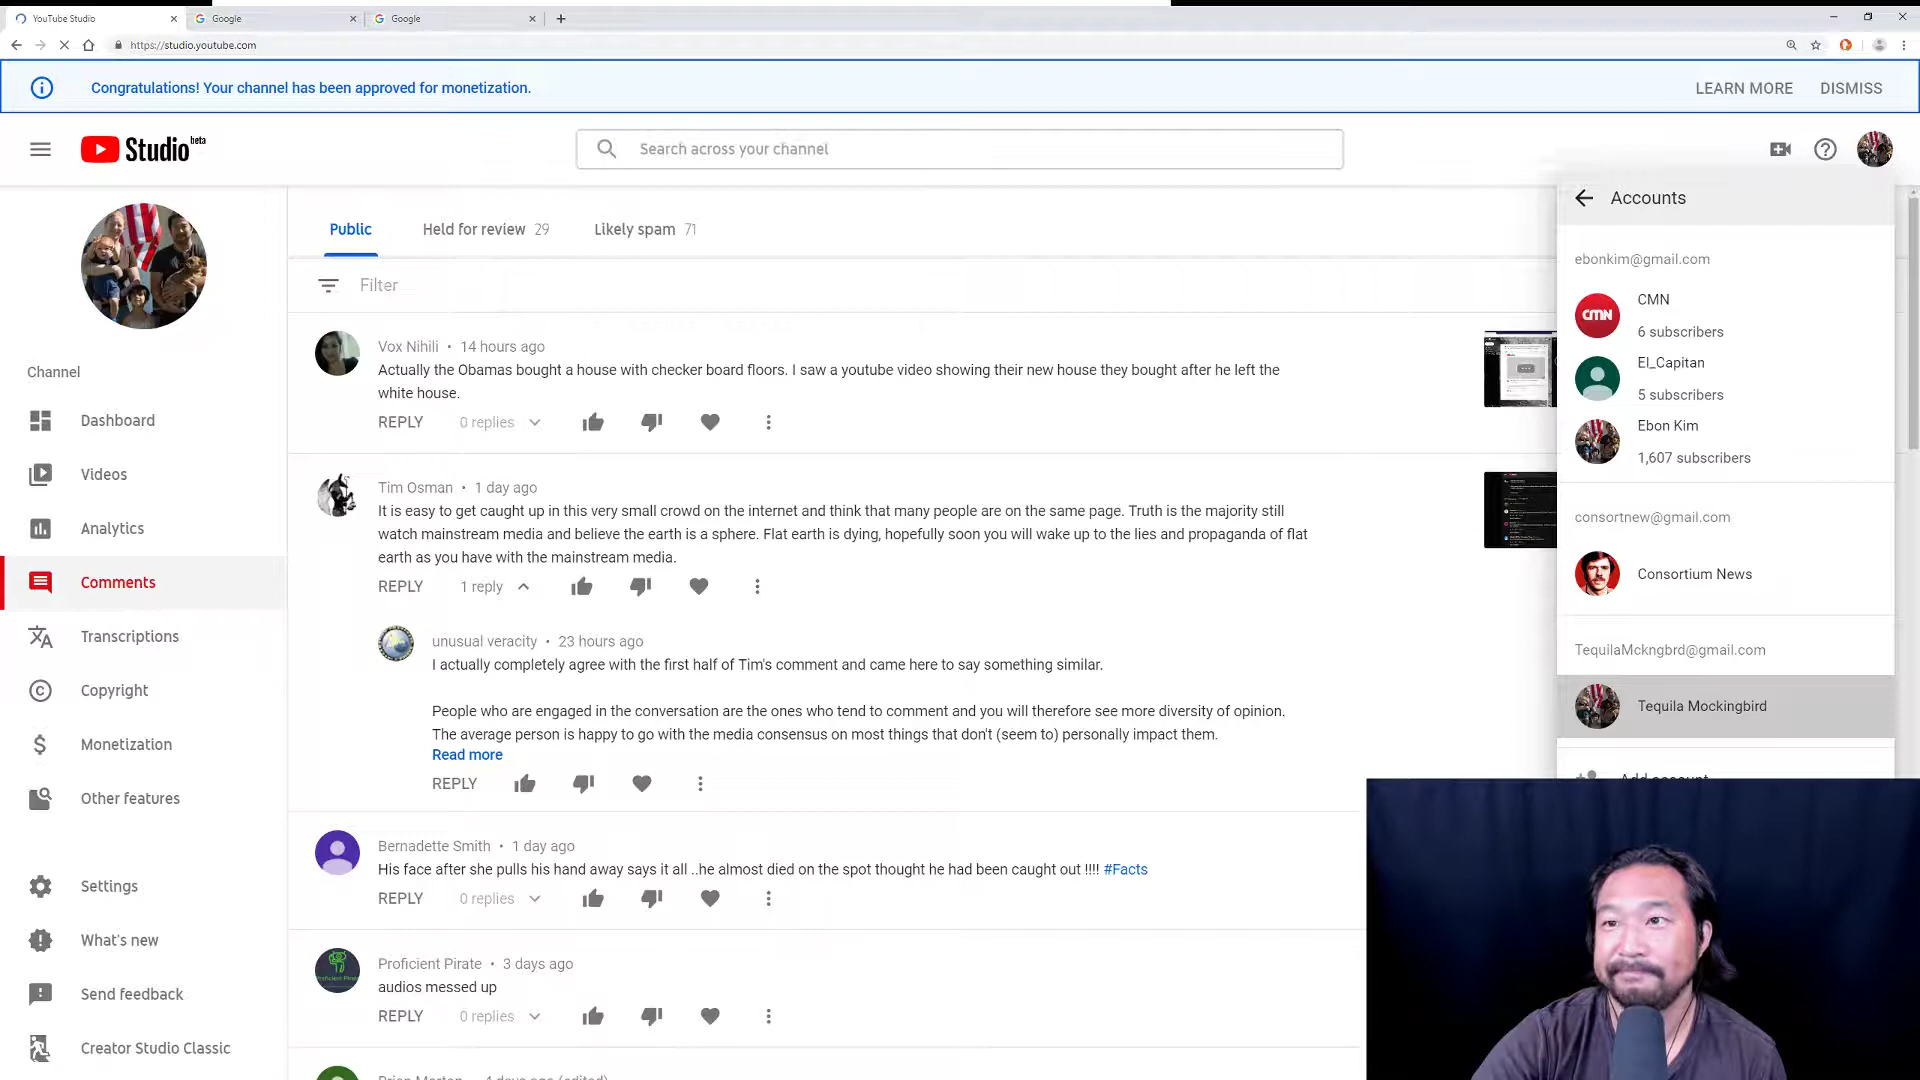 YouTube Studio
Google
Google
https://studio.youtube.com
Congratulations! Your channel has been approved for monetization.
LEARN MORE
DISMISS
Studio beta
Search across your channel
Accounts
ebonkim@gmail.com
CMN
CMN
6 subscribers
El_Capitan
5 subscribers
Ebon Kim
1,607 subscribers
consortnew@gmail.com
Consortium News
TequilaMckngbrd@gmail.com
Tequila Mockingbird
Add account
Channel
Dashboard
Videos
Analytics
Comments
Transcriptions
Copyright
Monetization
Other features
Settings
What's new
Send feedback
Creator Studio Classic
Public
Held for review 29
Likely spam 71
Filter
Vox Nihili • 14 hours ago
Actually the Obamas bought a house with checker board floors. I saw a youtube video showing their new house they bought after he left the
white house.
REPLY 0 replies
Tim Osman • 1 day ago
It is easy to get caught up in this very small crowd on the internet and think that many people are on the same page. Truth is the majority still
watch mainstream media and believe the earth is a sphere. Flat earth is dying, hopefully soon you will wake up to the lies and propaganda of flat
earth as you have with the mainstream media.
REPLY 1 reply
unusual veracity • 23 hours ago
I actually completely agree with the first half of Tim's comment and came here to say something similar.
People who are engaged in the conversation are the ones who tend to comment and you will therefore see more diversity of opinion.
The average person is happy to go with the media consensus on most things that don't (seem to) personally impact them.
Read more
REPLY
Bernadette Smith • 1 day ago
His face after she pulls his hand away says it all ..he almost died on the spot thought he had been caught out !!!! #Facts
REPLY 0 replies
Proficient Pirate • 3 days ago
audios messed up
REPLY 0 replies